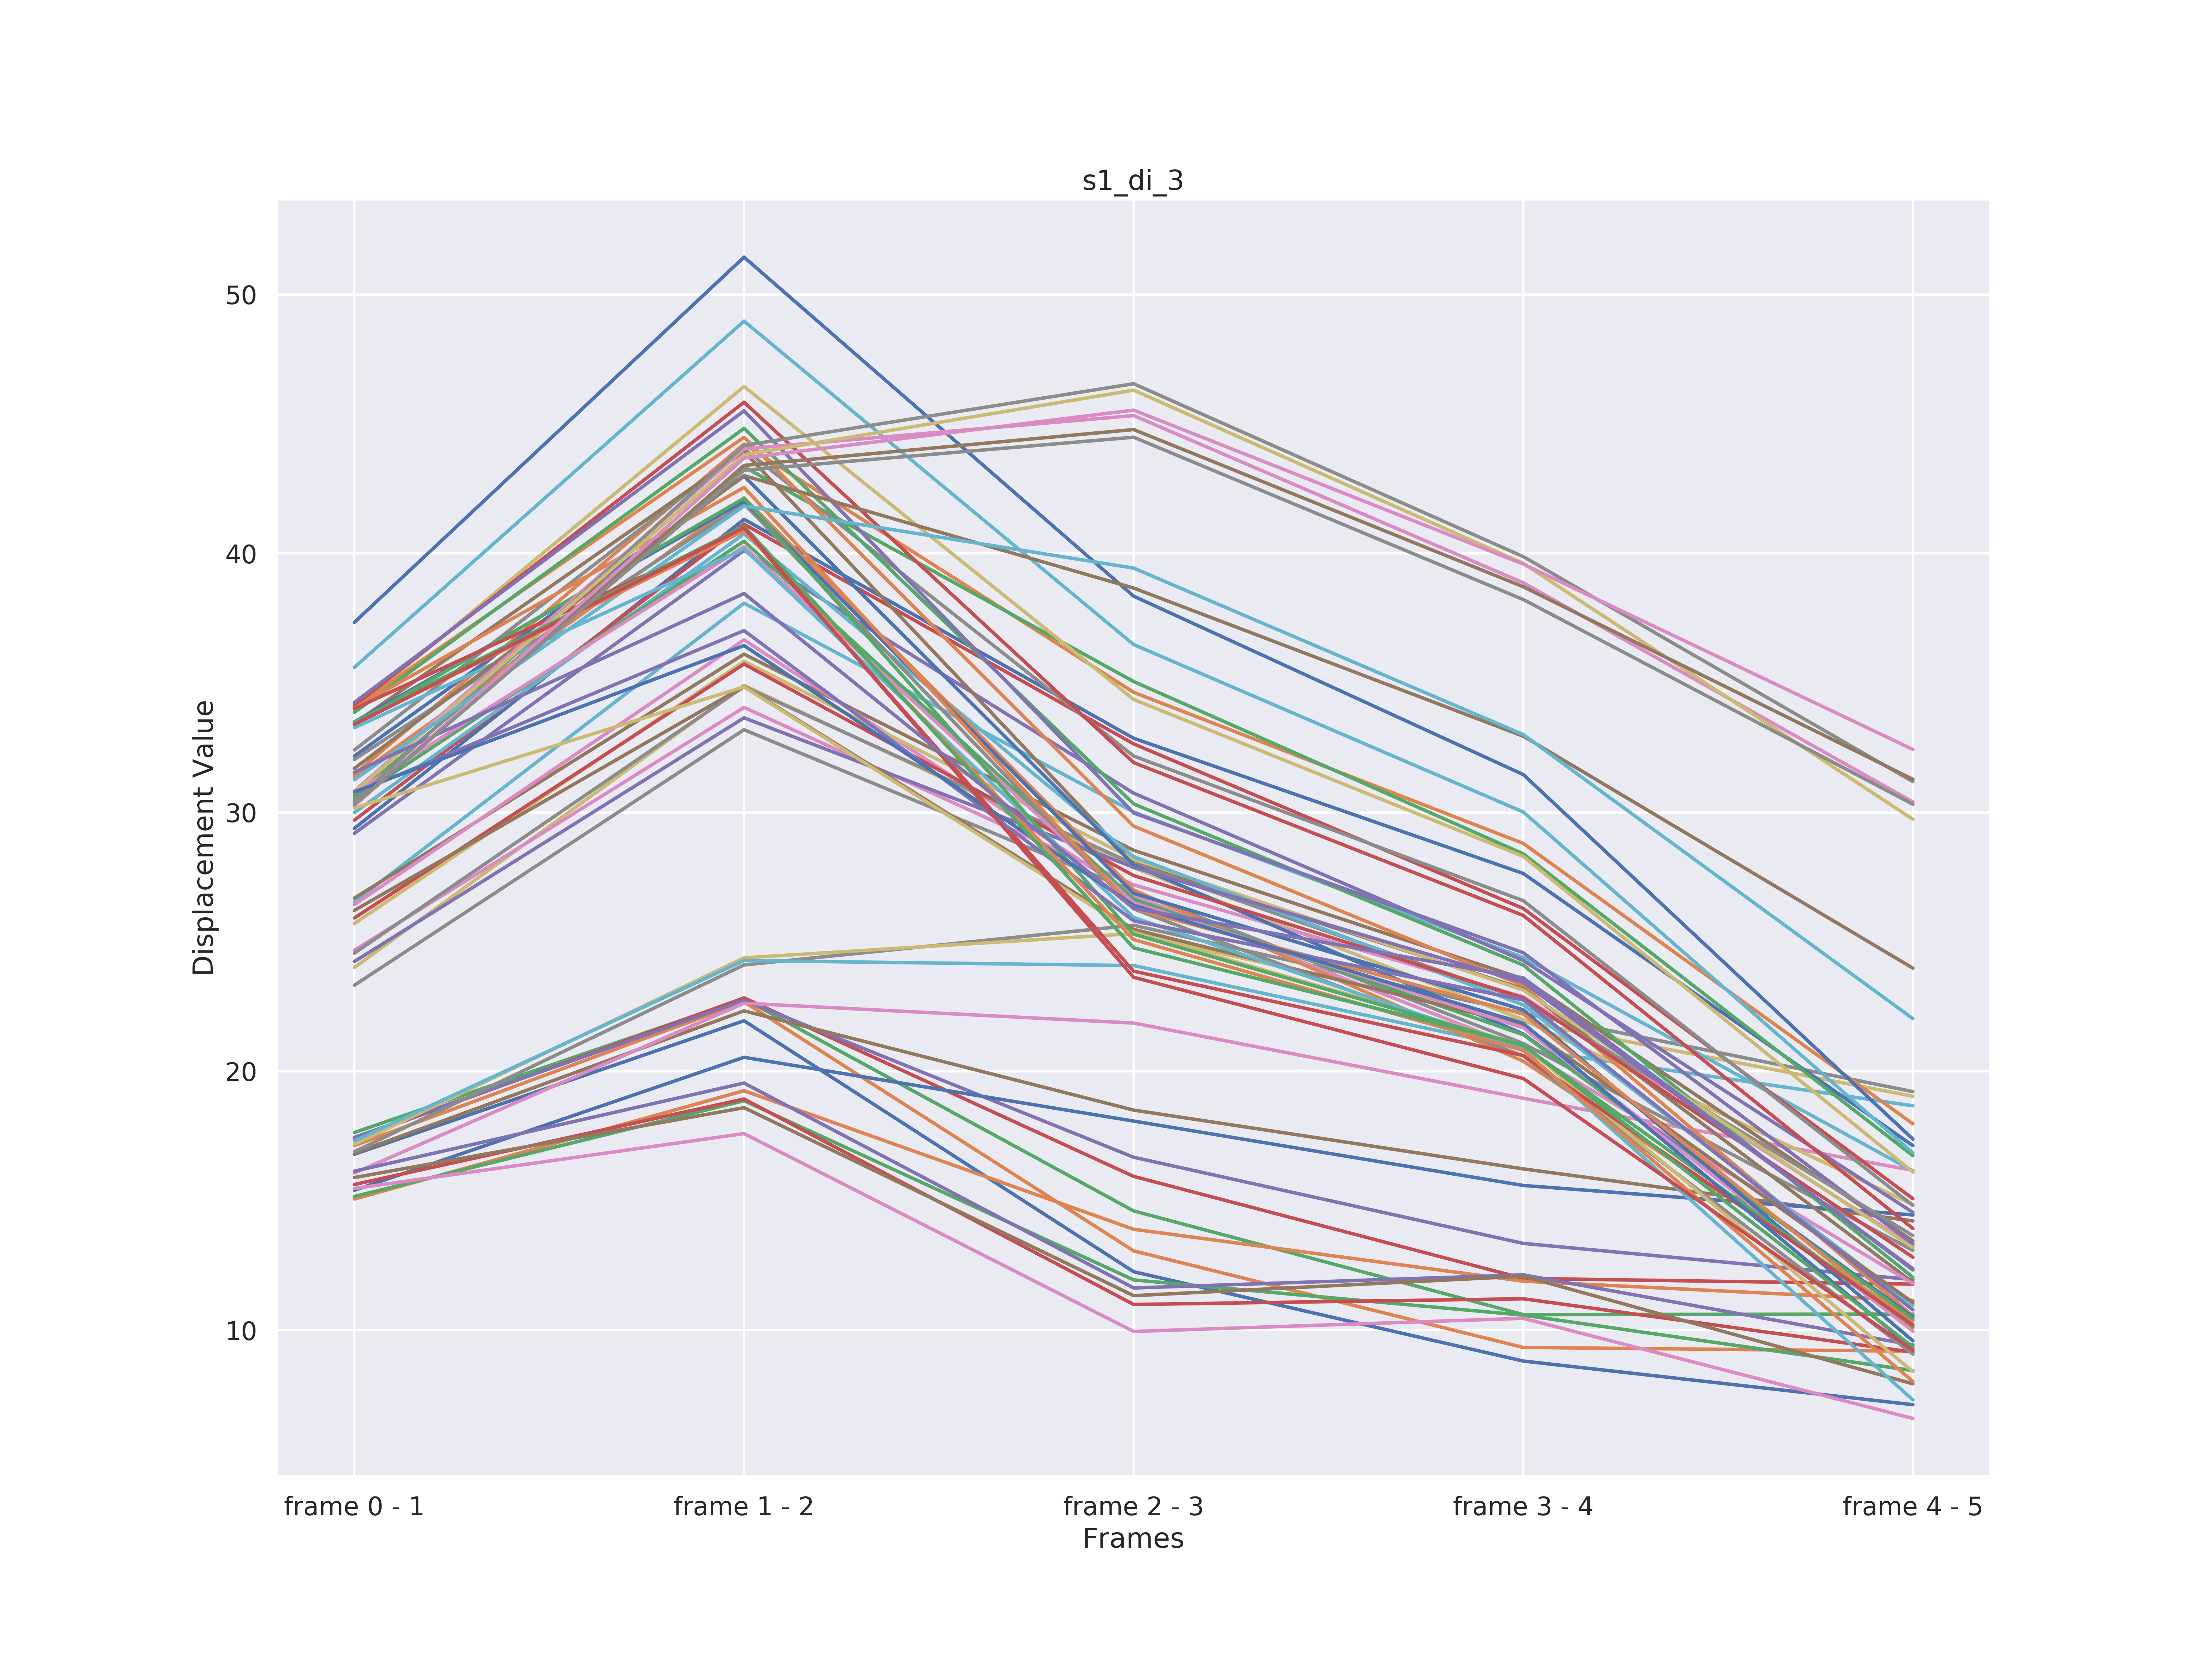 s1_di_3
Displacement Value
50
40
30
20
10
frame 0 - 1
frame 1 - 2
frame 2 - 3
frame 3 - 4
frame 4 - 5
Frames